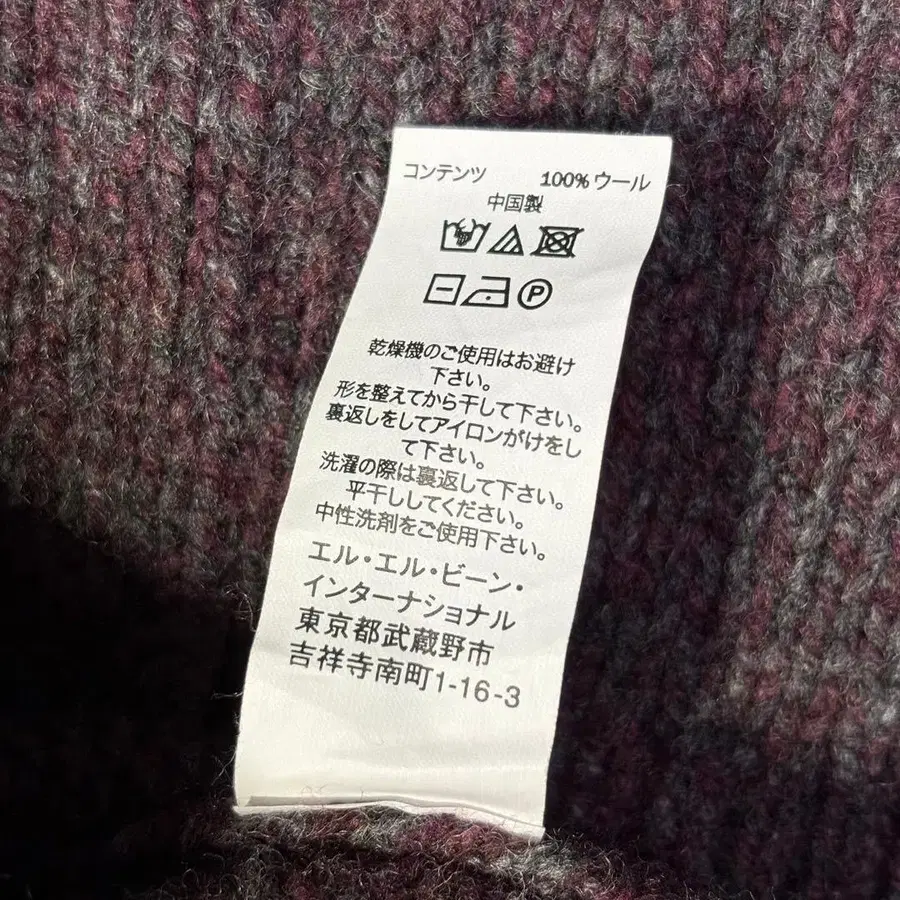 コンテンツ 100%ウール
中国製
P
乾燥機のご使用はお避け
下さい。
形を整えてから干して下さい。
裏返しをしてアイロンがけをし
て下さい。
洗濯の際は裏返して下さい。
平干ししてください。
中性洗剤をご使用下さい。
エル・エル・ビーン・
インターナショナル
東京都武蔵野市
吉祥寺南町1-16-3